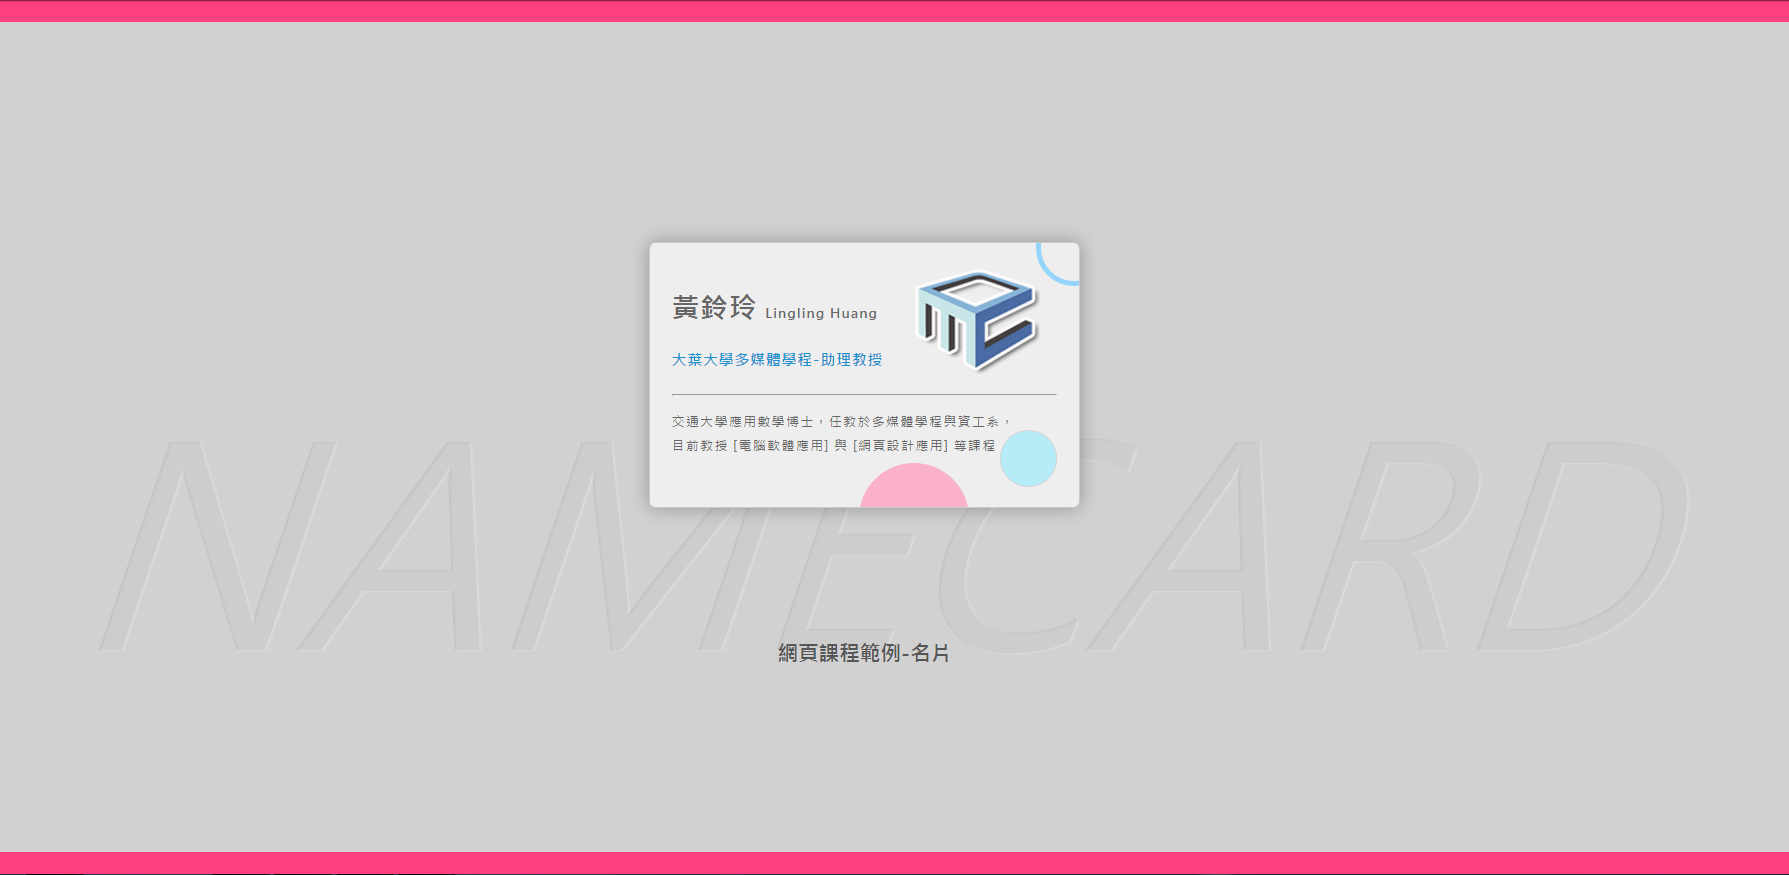 黃鈴玲 Lingling Huang
大葉大學多媒體學程-助理教授
交通大學應用數學博士，任教於多媒體學程與資工系，
目前教授 [電腦軟體應用] 與 [網頁設計應用] 等課程
NAMECARD
網頁課程範例-名片